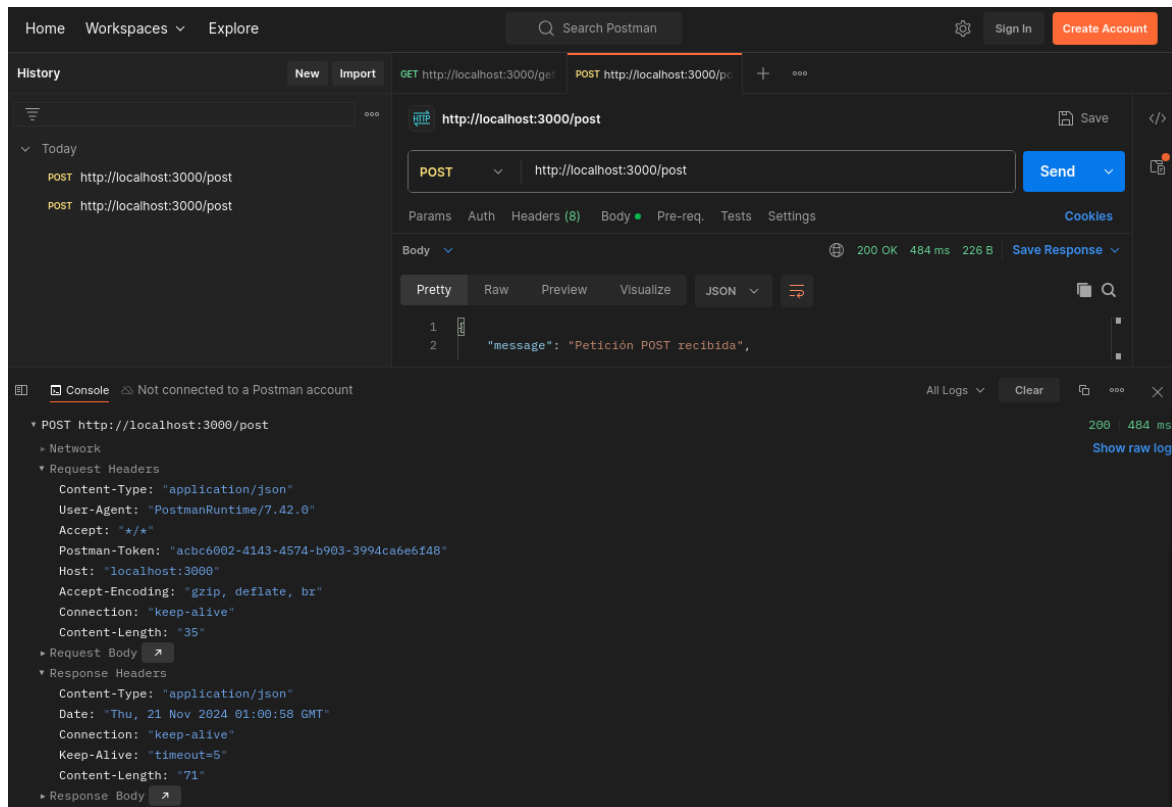 Home Workspaces Explore Search Postman Sign In Create Account
History New Import
GET http://localhost:3000/get POST http://localhost:3000/po
HTTP http://localhost:3000/post Save
Today
POST http://localhost:3000/post
POST http://localhost:3000/post
POST http://localhost:3000/post Send
Params Auth Headers (8) Body Pre-req. Tests Settings Cookies
Body 200 OK 484 ms 226 B Save Response
Pretty Raw Preview Visualize JSON
1 {
2 "message": "Petición POST recibida",
Console Not connected to a Postman account All Logs Clear
POST http://localhost:3000/post 200 484 ms
Network Show raw log
Request Headers
Content-Type: "application/json"
User-Agent: "PostmanRuntime/7.42.0"
Accept: "*/*"
Postman-Token: "acbc6002-4143-4574-b903-3994ca6e6f48"
Host: "localhost:3000"
Accept-Encoding: "gzip, deflate, br"
Connection: "keep-alive"
Content-Length: "35"
Request Body
Response Headers
Content-Type: "application/json"
Date: "Thu, 21 Nov 2024 01:00:58 GMT"
Connection: "keep-alive"
Keep-Alive: "timeout=5"
Content-Length: "71"
Response Body